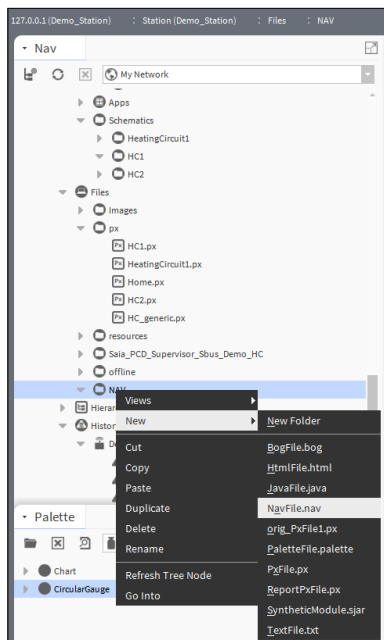 127.0.0.1 (Demo_Station) : Station (Demo_Station) : Files : NAV
Nav
My Network
Apps
Schematics
HeatingCircuit1
HC1
HC2
Files
Images
px
HC1.px
HeatingCircuit1.px
Home.px
HC2.px
HC_generic.px
resources
Saia_PCD_Supervisor_Sbus_Demo_HC
offline
NAV
Views
New
Cut
Copy
Paste
Duplicate
Delete
Rename
Refresh Tree Node
Go Into
New Folder
BogFile.bog
HtmlFile.html
JavaFile.java
NavFile.nav
orig_PxFile1.px
PaletteFile.palette
PxFile.px
ReportPxFile.px
SyntheticModule.sjar
TextFile.txt
Hierar
Histor
De
Palette
Chart
CircularGauge